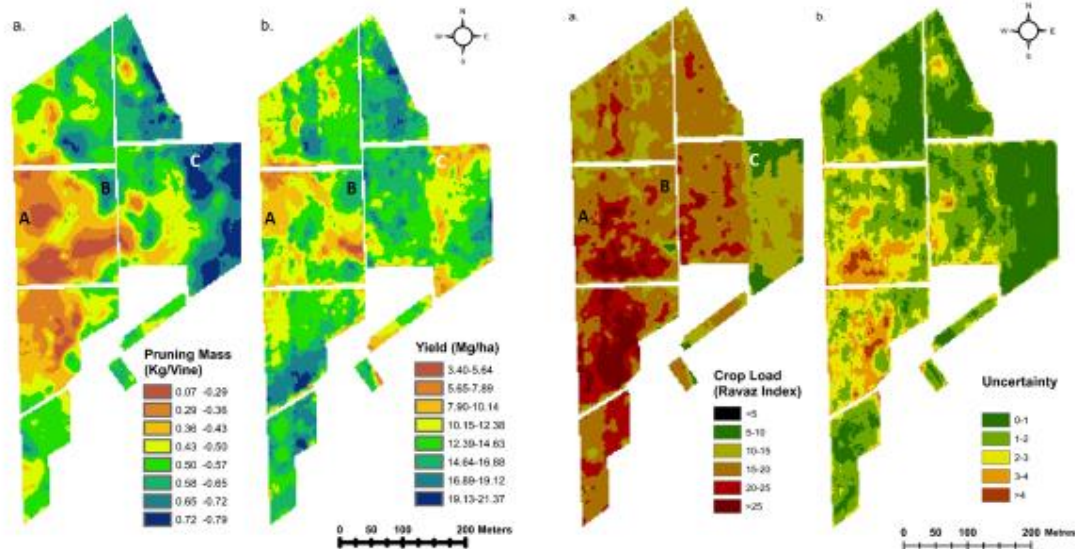 a.
b.
N
W E
S
A
B
C
Pruning Mass
(Kg/Vine)
0.07 -0.29
0.29 -0.36
0.36 -0.43
0.43 -0.50
0.50 -0.57
0.58 -0.65
0.65 -0.72
0.72 -0.79
A
B
C
Yield (Mg/ha)
3.40-5.64
5.65-7.89
7.90-10.14
10.15-12.38
12.39-14.63
14.64-16.88
16.89-19.12
19.13-21.37
0 50 100 200 Meters
a.
b.
N
W E
S
A
B
C
Crop Load
(Ravaz Index)
<5
5-10
10-15
15-20
20-25
>25
Uncertainty
0-1
1-2
2-3
3-4
>4
0 50 100 200 Metres